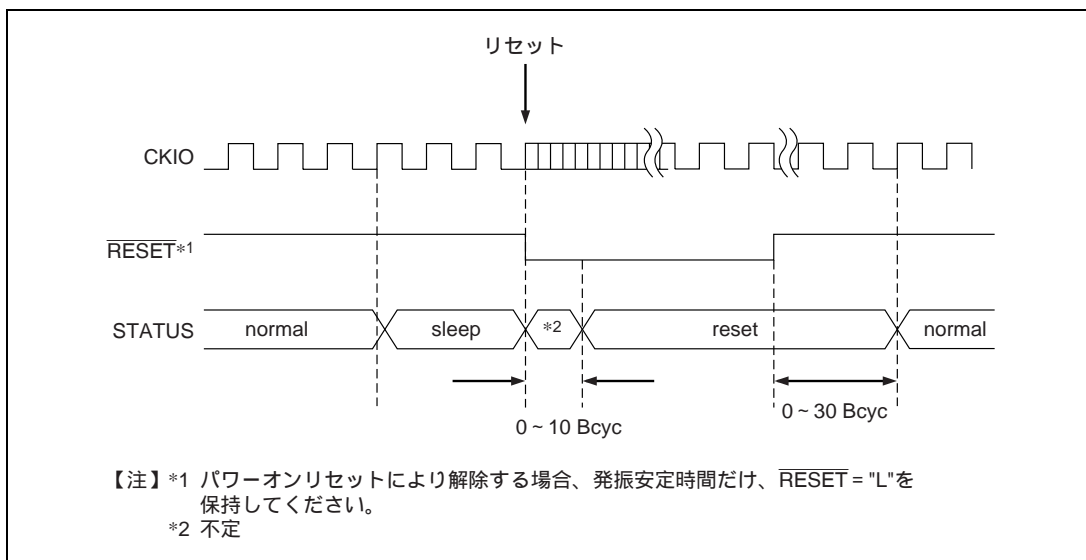 リセット
CKIO
RESET*1
STATUS
normal
sleep
*2
reset
normal
0 ~ 10 Bcyc
0 ~ 30 Bcyc
【注】*1 パワーオンリセットにより解除する場合、発振安定時間だけ、RESET = "L"を
保持してください。
*2 不定